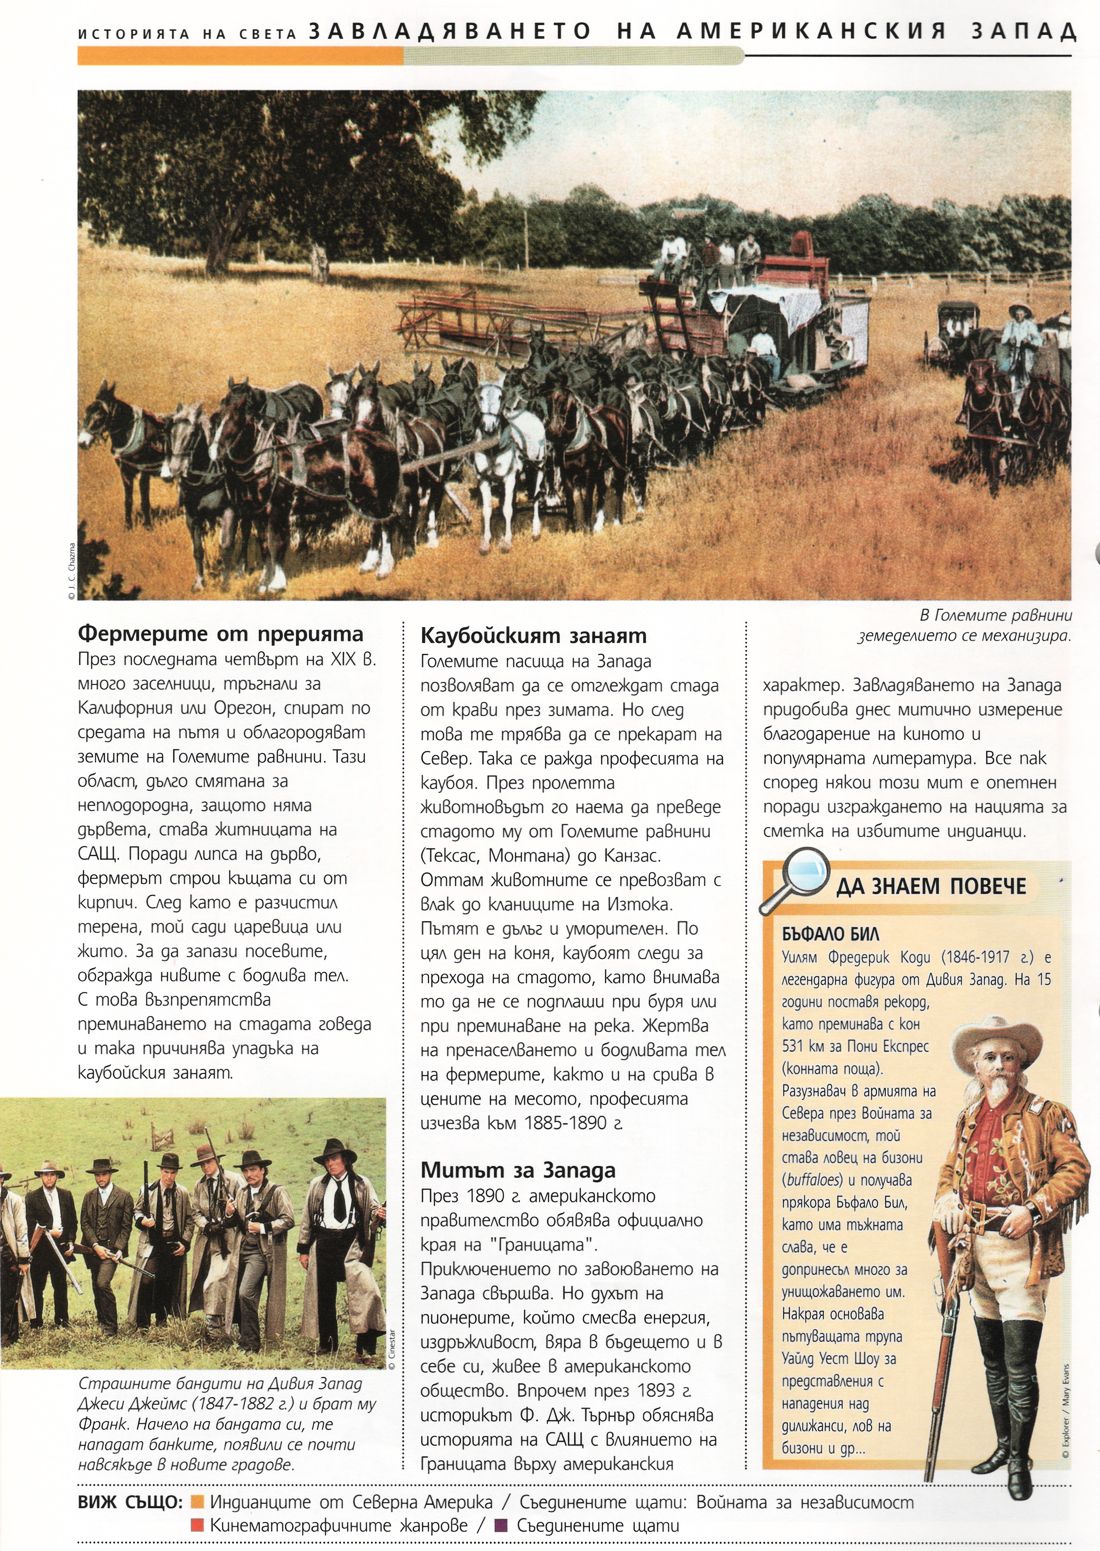 ИСТОРИЯТА НА СВЕТА ЗАВЛАДЯВАНЕТО НА АМЕРИКАНСКИЯ ЗАПАД
© J. C. Chazma
В Големите равнини
земеделието се механизира.
Фермерите от прерията
През последната четвърт на XIX в.
много заселници, тръгнали за
Калифорния или Орегон, спират по
средата на пътя и облагородяват
земите на Големите равнини. Тази
област, дълго смятана за
неплодородна, защото няма
дървета, става житницата на
САЩ. Поради липса на дърво,
фермерът строи къщата си от
кирпич. След като е разчистил
терена, той сади царевица или
жито. За да запази посевите,
обгражда нивите с бодлива тел.
С това възпрепятства
преминаването на стадата говеда
и така причинява упадъка на
каубойския занаят.
© Cinestar
Страшните бандити на Дивия Запад
Джеси Джеймс (1847-1882 г.) и брат му
Франк. Начело на бандата си, те
нападат банките, появили се почти
навсякъде в новите градове.
Каубойският занаят
Големите пасища на Запада
позволяват да се отглеждат стада
от крави през зимата. Но след
това те трябва да се прекарат на
Север. Така се ражда професията на
каубоя. През пролетта
животновъдът го наема да преведе
стадото му от Големите равнини
(Тексас, Монтана) до Канзас.
Оттам животните се превозват с
влак до кланиците на Изтока.
Пътят е дълъг и уморителен. По
цял ден на коня, каубоят следи за
прехода на стадото, като внимава
то да не се подплаши при буря или
при преминаване на река. Жертва
на пренаселването и бодливата тел
на фермерите, както и на срива в
цените на месото, професията
изчезва към 1885-1890 г.
Митът за Запада
През 1890 г. американското
правителство обявява официално
края на "Границата".
Приключението по завоюването на
Запада свършва. Но духът на
пионерите, който смесва енергия,
издръжливост, вяра в бъдещето и в
себе си, живее в американското
общество. Впрочем през 1893 г.
историкът Ф. Дж. Търнър обяснява
историята на САЩ с влиянието на
Границата върху американския
характер. Завладяването на Запада
придобива днес митично измерение
благодарение на киното и
популярната литература. Все пак
според някои този мит е опетнен
поради изграждането на нацията за
сметка на избитите индианци.
ДА ЗНАЕМ ПОВЕЧЕ
БЪФАЛО БИЛ
Уилям Фредерик Коди (1846-1917 г.) е
легендарна фигура от Дивия Запад. На 15
години поставя рекорд,
като преминава с кон
531 км за Пони Експрес
(конната поща).
Разузнавач в армията на
Севера през Войната за
независимост, той
става ловец на бизони
(buffaloes) и получава
прякора Бъфало Бил,
като има тъжната
слава, че е
допринесъл много за
унищожаването им.
Накрая основава
пътуващата трупа
Уайлд Уест Шоу за
представления с
нападения над
дилижанси, лов на
бизони и др...
© Explorer / Mary Evans
ВИЖ СЪЩО: Индианците от Северна Америка / Съединените щати: Войната за независимост
Кинематографичните жанрове / Съединените щати